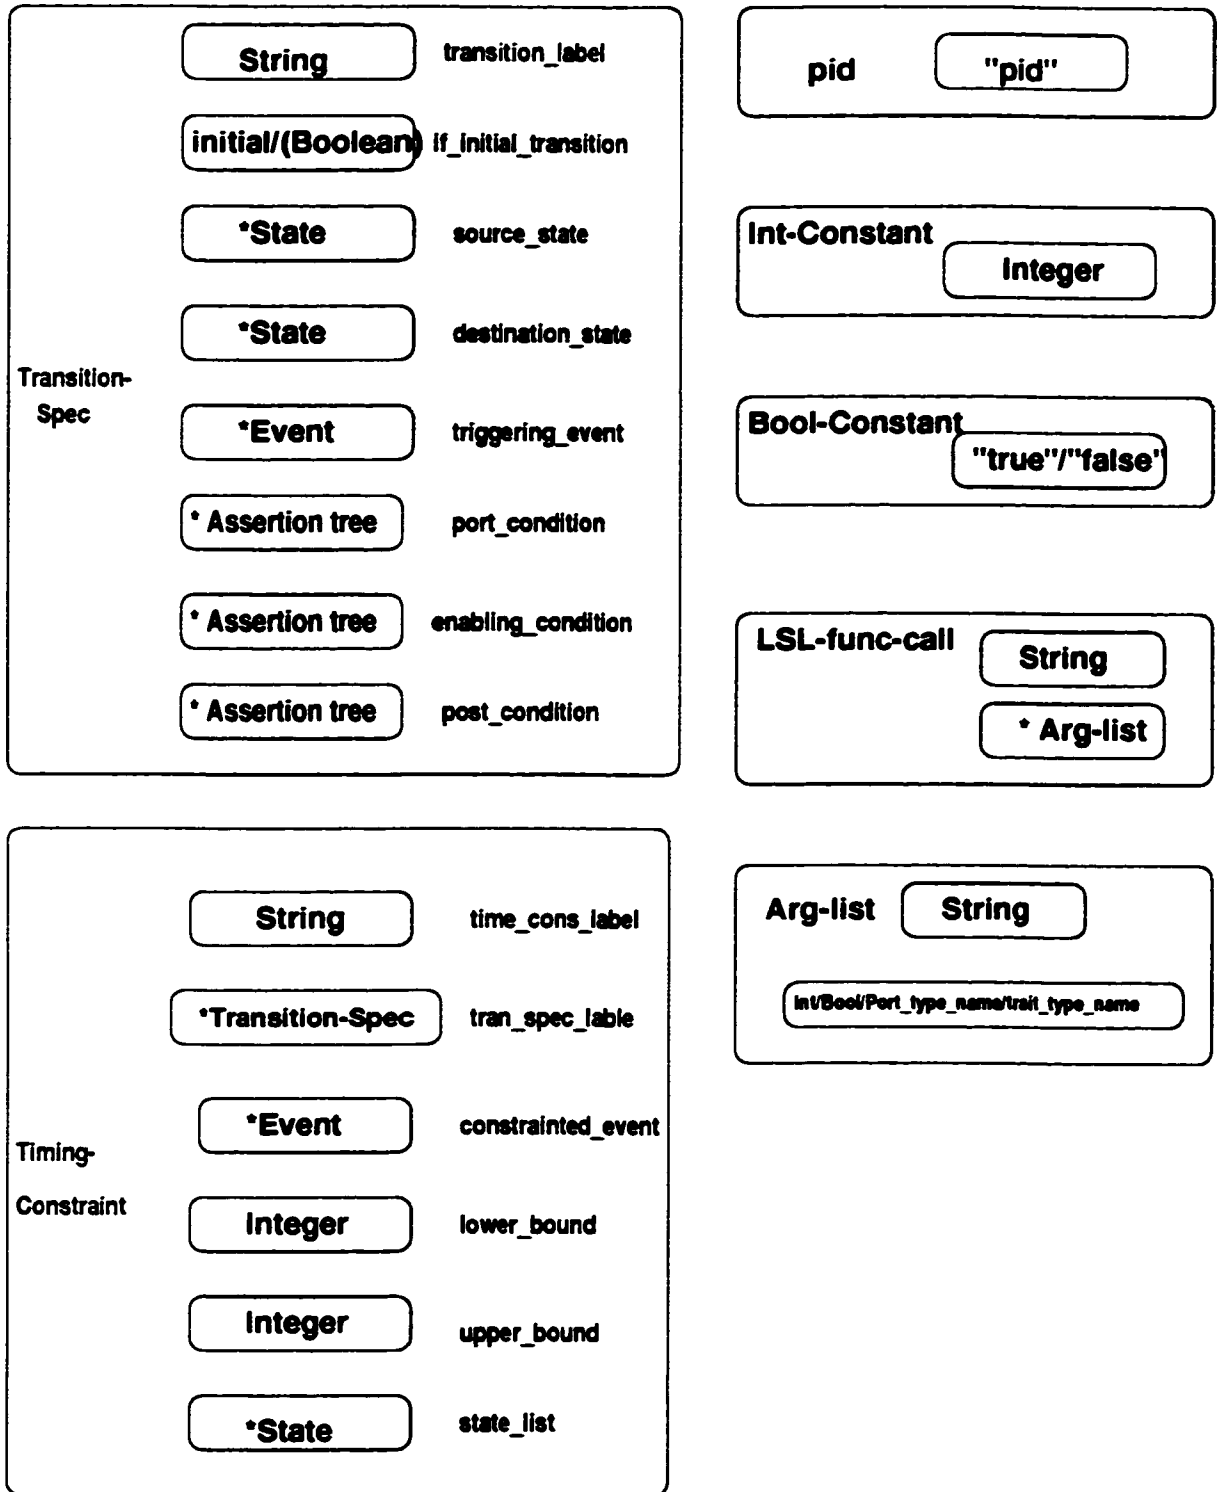 String transition_label
initial/(Boolean) if_initial_transition
*State source_state
*State destination_state
Transition-
Spec
*Event triggering_event
* Assertion tree port_condition
* Assertion tree enabling_condition
* Assertion tree post_condition
String time_cons_label
*Transition-Spec tran_spec_lable
*Event constrainted_event
Timing-
Constraint
Integer lower_bound
Integer upper_bound
*State state_list
pid "pid"
Int-Constant
Integer
Bool-Constant
"true"/"false"
LSL-func-call
String
* Arg-list
Arg-list String
Int/Bool/Port_type_name/trait_type_name